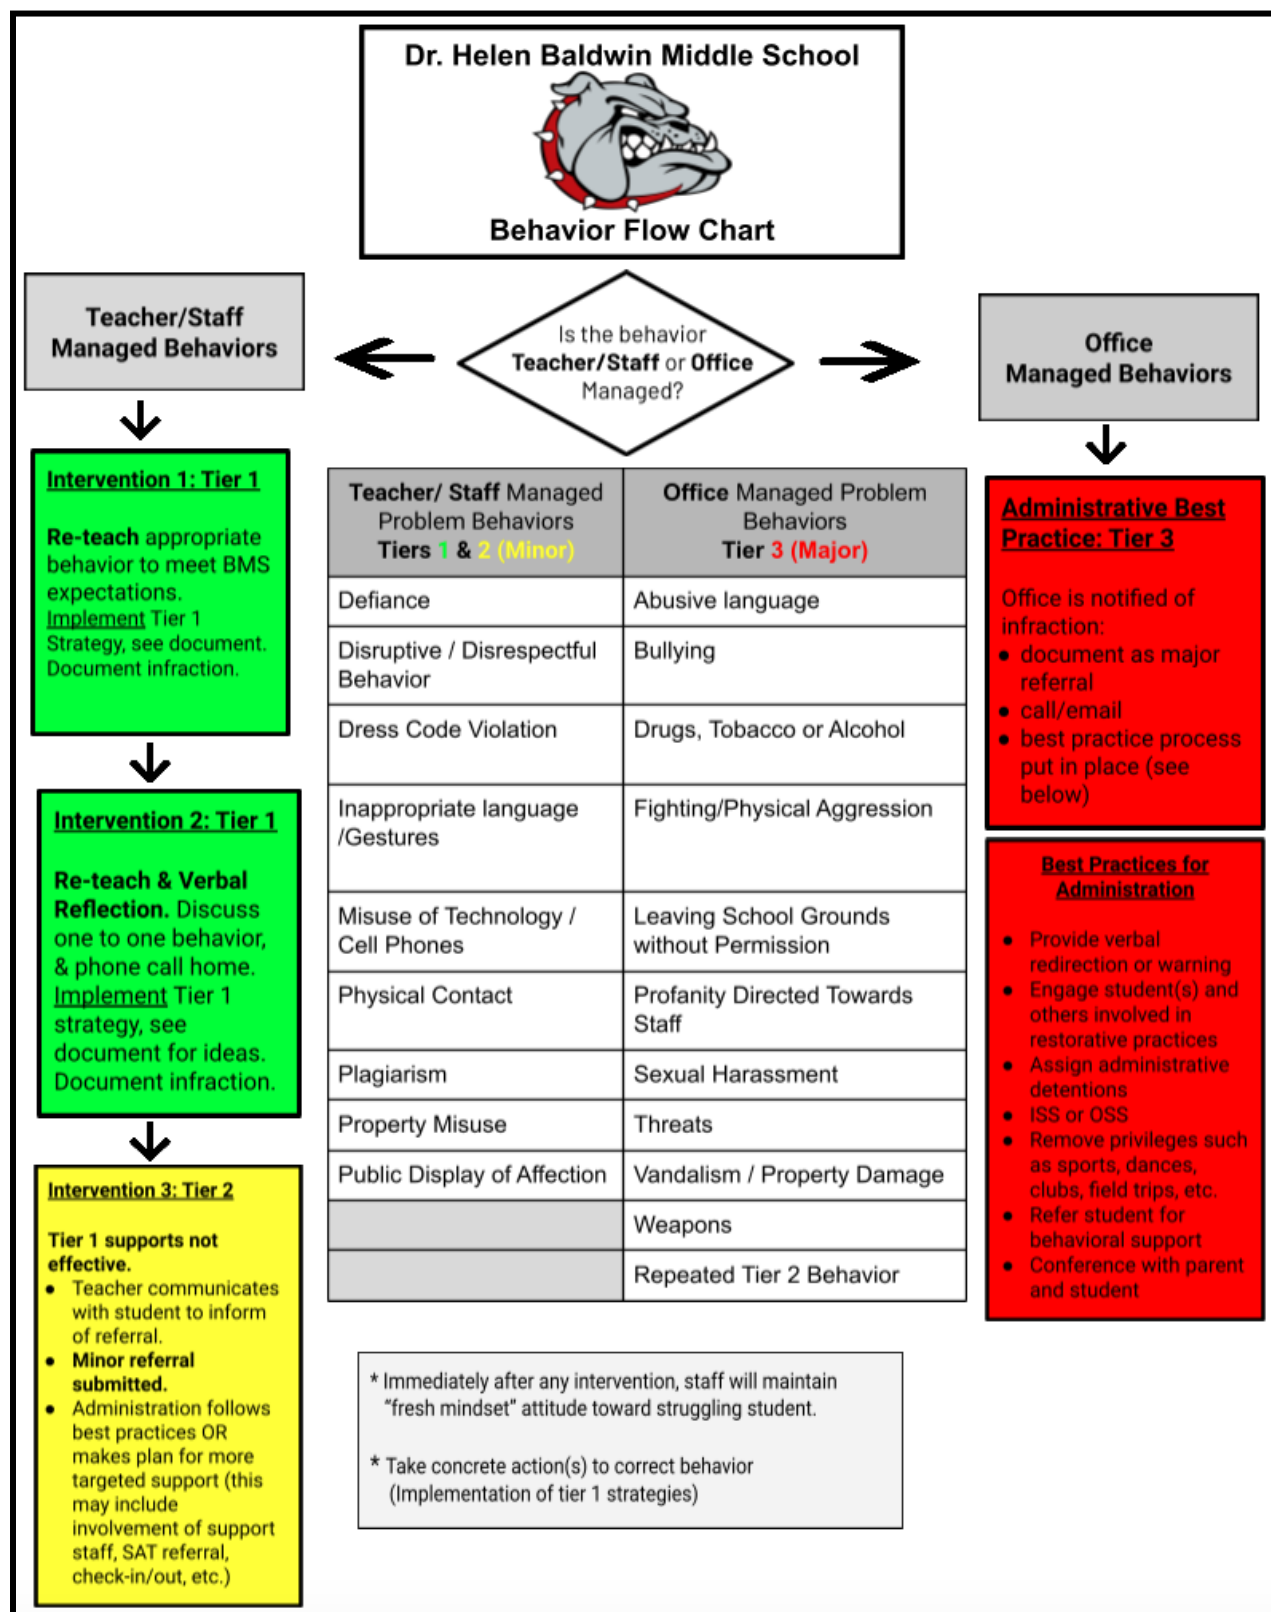 Dr. Helen Baldwin Middle School
Behavior Flow Chart
Teacher/Staff
Managed Behaviors
Is the behavior
Teacher/Staff or Office
Managed?
Office
Managed Behaviors
Intervention 1: Tier 1
Re-teach appropriate
behavior to meet BMS
expectations.
Implement Tier 1
Strategy, see document.
Document infraction.
Intervention 2: Tier 1
Re-teach & Verbal
Reflection. Discuss
one to one behavior,
& phone call home.
Implement Tier 1
strategy, see
document for ideas.
Document infraction.
Intervention 3: Tier 2
Tier 1 supports not
effective.
● Teacher communicates
with student to inform
of referral.
● Minor referral
submitted.
● Administration follows
best practices OR
makes plan for more
targeted support (this
may include
involvement of support
staff, SAT referral,
check-in/out, etc.)
Teacher/ Staff Managed
Problem Behaviors
Tiers 1 & 2 (Minor)
Office Managed Problem
Behaviors
Tier 3 (Major)
Defiance
Abusive language
Disruptive / Disrespectful
Behavior
Bullying
Dress Code Violation
Drugs, Tobacco or Alcohol
Inappropriate language
/Gestures
Fighting/Physical Aggression
Misuse of Technology /
Cell Phones
Leaving School Grounds
without Permission
Physical Contact
Profanity Directed Towards
Staff
Plagiarism
Sexual Harassment
Property Misuse
Threats
Public Display of Affection
Vandalism / Property Damage
Weapons
Repeated Tier 2 Behavior
* Immediately after any intervention, staff will maintain
"fresh mindset" attitude toward struggling student.
* Take concrete action(s) to correct behavior
(Implementation of tier 1 strategies)
Administrative Best
Practice: Tier 3
Office is notified of
infraction:
● document as major
referral
● call/email
● best practice process
put in place (see
below)
Best Practices for
Administration
● Provide verbal
redirection or warning
● Engage student(s) and
others involved in
restorative practices
● Assign administrative
detentions
● ISS or OSS
● Remove privileges such
as sports, dances,
clubs, field trips, etc.
● Refer student for
behavioral support
● Conference with parent
and student